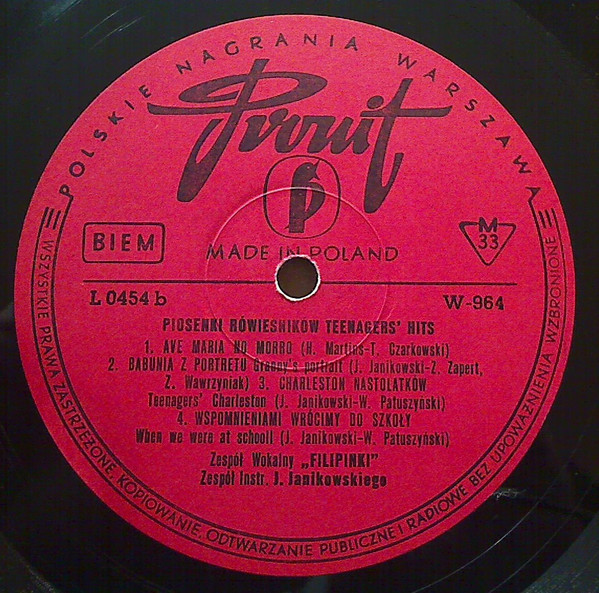 POLSKIE NAGRANIA WARSZAWA
Pronit
P
BIEM
MADE IN POLAND
M
33
L 0454 b
W-964
PIOSENKI RÓWIESNIKOW TEENAGERS' HITS
1. AVE MARIA NO MORRO (H. Martins-T. Czarkowski)
2. BABUNIA Z PORTRETU Granny's portrait (J. Janikowski-Z. Zapert,
Z. Wawrzyniak) 3. CHARLESTON NASTOLATKÓW
Teenagers' Charleston (J. Janikowski-W. Patuszyński)
4. WSPOMNIENIAMI WRÓCIMY DO SZKOŁY
When we were at schooll (J. Janikowski-W. Patuszyński)
Zespół Wokalny „FILIPINKI"
Zespół Instr. J. Janikowskiego
WSZYSTKIE PRAWA ZASTRZEŻONE, KOPIOWANIE, ODTWARZANIE PUBLICZNE I RADIOWE BEZ UPOWAŻNIENIA WZBRONIONE